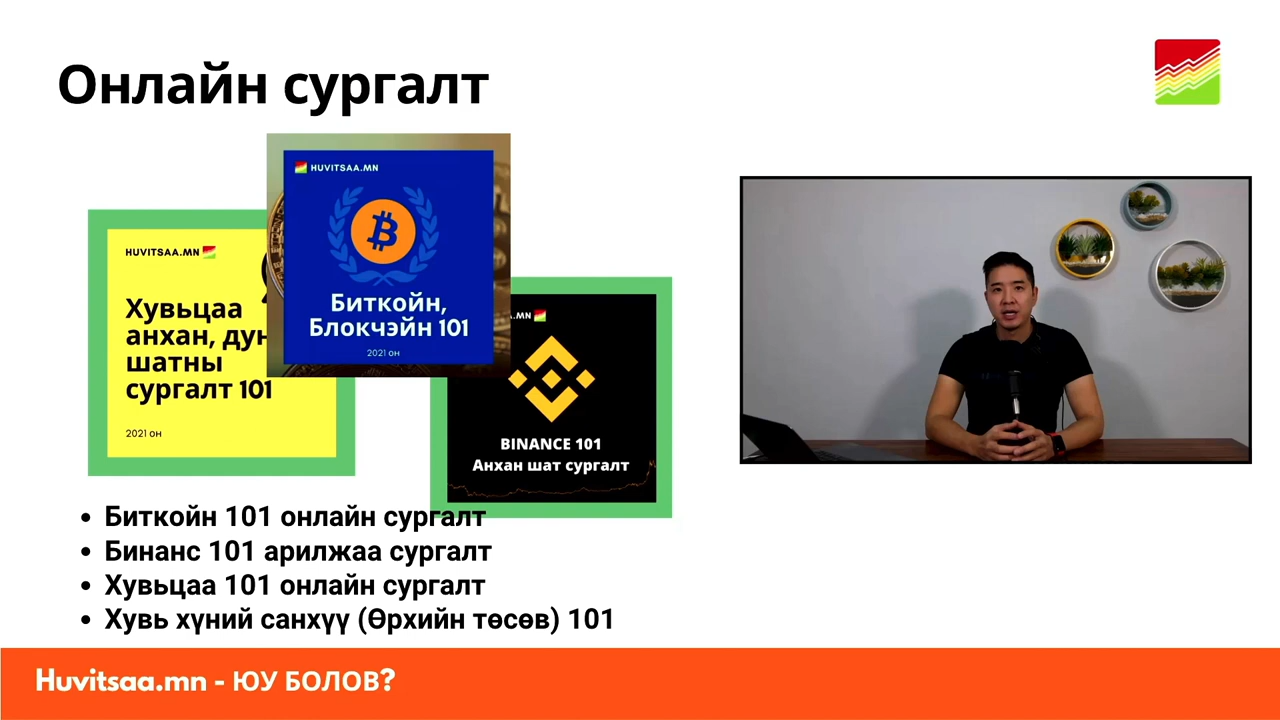 Онлайн сургалт
HUVITSAA.MN
Хувьцаа
анхан, дун
шатны
сургалт 101
2021 он
HUVITSAA.MN
Биткойн,
Блокчэйн 101
2021 он
.MN
BINANCE 101
Анхан шат сургалт
• Биткойн 101 онлайн сургалт
• Бинанс 101 арилжаа сургалт
• Хувьцаа 101 онлайн сургалт
• Хувь хүний санхүү (Өрхийн төсөв) 101
Huvitsaa.mn - ЮУ БОЛОВ?